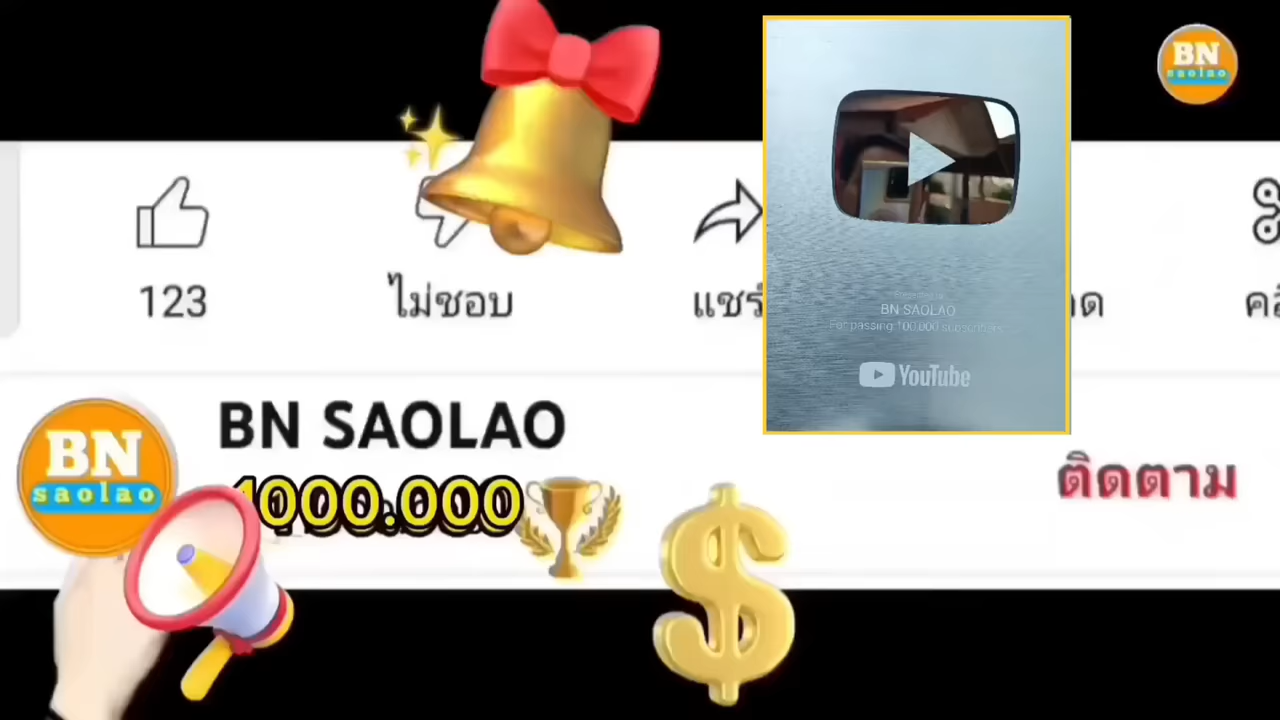 BN
saolao
123
ไม่ชอบ
แชร์
BN SAOLAO
For passing 100,000 subscribers
YouTube
BN SAOLAO
BN
saolao
1000.000
ติดตาม